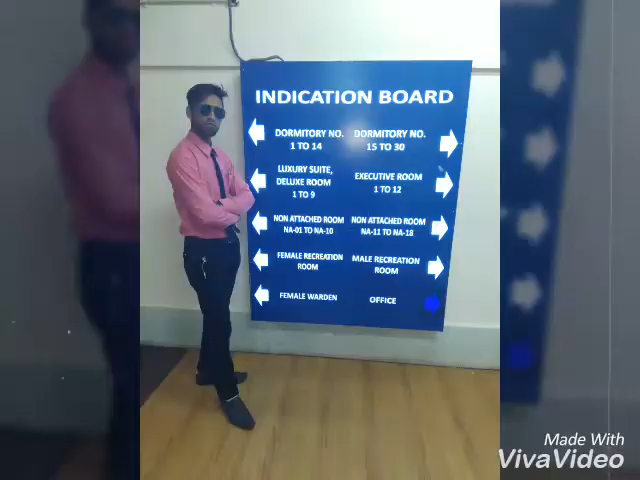 INDICATION BOARD
DORMITORY NO.
1 TO 14
DORMITORY NO.
15 TO 30
LUXURY SUITE,
DELUXE ROOM
1 TO 9
EXECUTIVE ROOM
1 TO 12
NON ATTACHED ROOM
NA-01 TO NA-10
NON ATTACHED ROOM
NA-11 TO NA-18
FEMALE RECREATION
ROOM
MALE RECREATION
ROOM
FEMALE WARDEN
OFFICE
Made With
VivaVideo